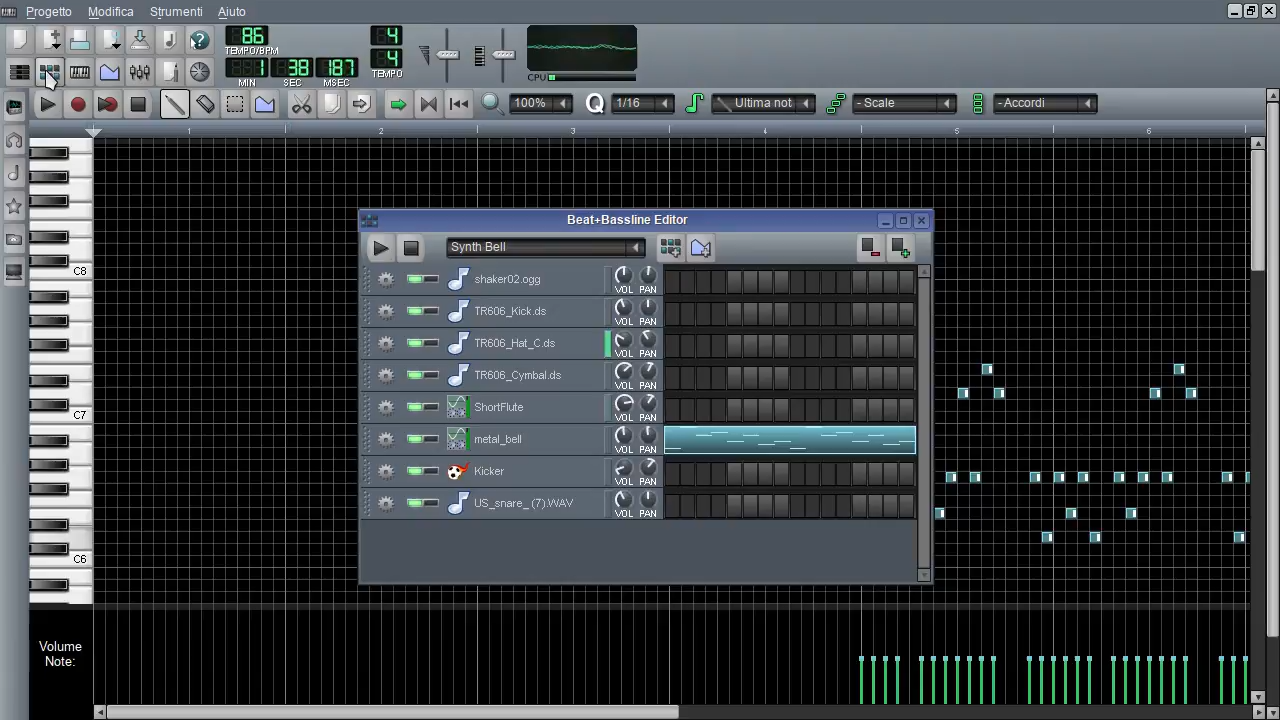 Progetto Modifica Strumenti Aiuto
86
TEMPO/BPM
1 38 187
MIN SEC MSEC
4
4
TEMPO
CPU
100% Q 1/16 Ultima not - Scale - Accordi
1 2 3 4 5 6
C8
C7
C6
Beat+Bassline Editor
Synth Bell
shaker02.ogg VOL PAN
TR606_Kick.ds VOL PAN
TR606_Hat_C.ds VOL PAN
TR606_Cymbal.ds VOL PAN
ShortFlute VOL PAN
metal_bell VOL PAN
Kicker VOL PAN
US_snare_ (7).WAV VOL PAN
Volume
Note: